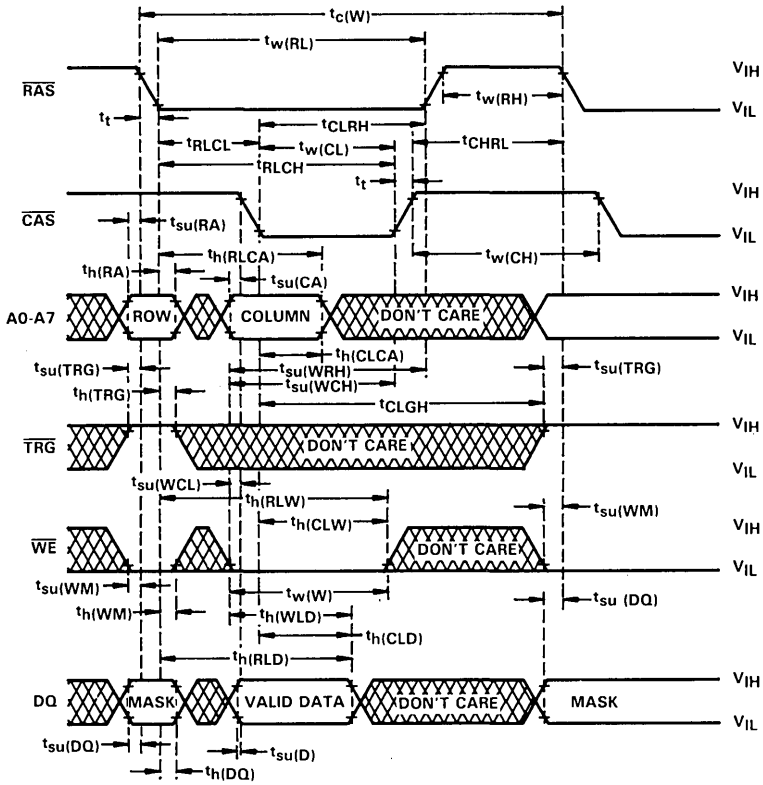 tc(W)
tw(RL)
RAS
VIH
VIL
tw(RH)
tt
tCLRH
tRLCL
tw(CL)
tCHRL
tRLCH
tt
CAS
VIH
VIL
tsu(RA)
tw(CH)
th(RLCA)
th(RA)
tsu(CA)
A0-A7
ROW
COLUMN
DON'T CARE
VIH
VIL
th(CLCA)
tsu(TRG)
tsu(WRH)
tsu(TRG)
th(TRG)
tsu(WCH)
tCLGH
TRG
DON'T CARE
VIH
VIL
tsu(WCL)
th(RLW)
tsu(WM)
th(CLW)
WE
DON'T CARE
VIH
VIL
tsu(WM)
tw(W)
tsu (DQ)
th(WM)
th(WLD)
th(CLD)
th(RLD)
DQ
MASK
VALID DATA
DON'T CARE
MASK
VIH
VIL
tsu(DQ)
tsu(D)
th(DQ)